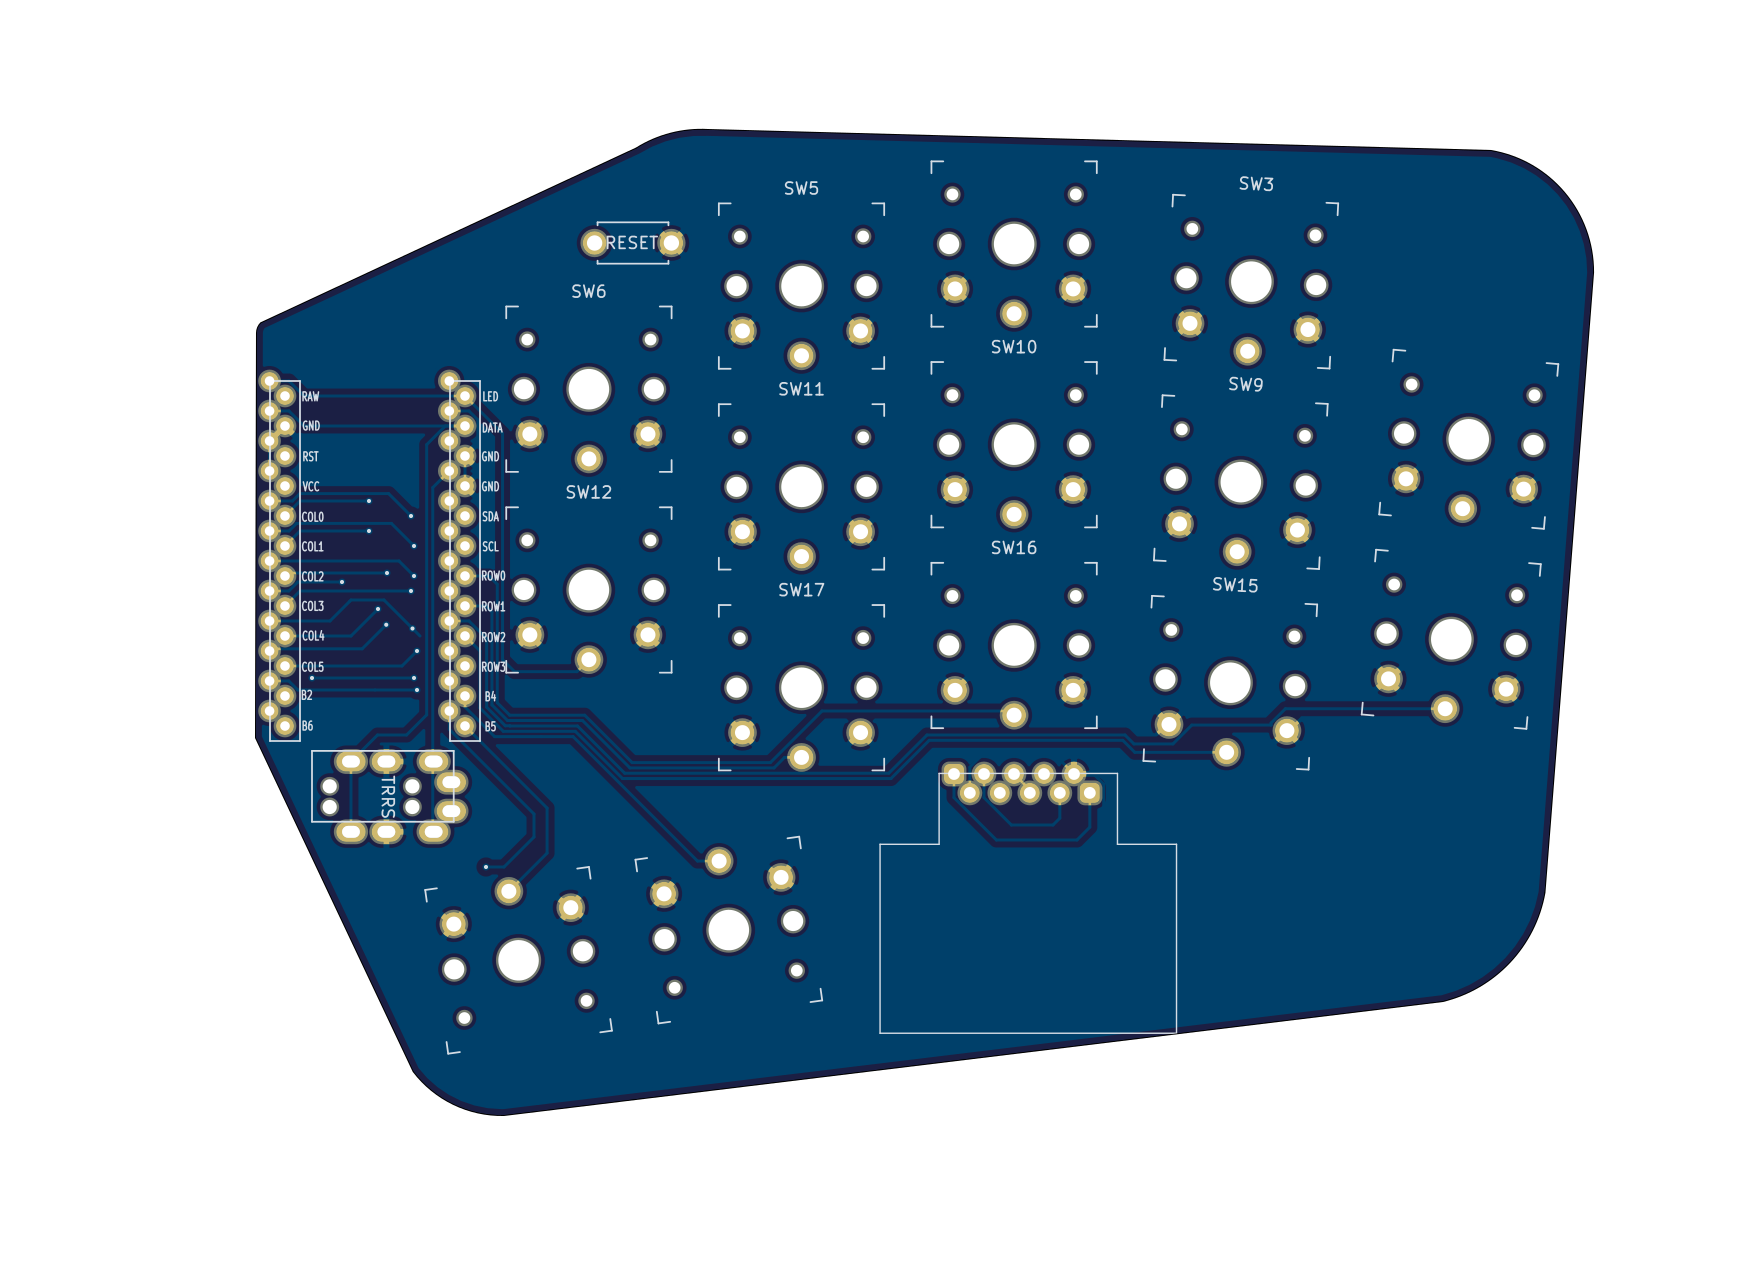 SW5
SW3
RESET
SW6
SW10
SW11
SW9
SW12
SW16
SW17
SW15
RAW
GND
RST
VCC
COL0
COL1
COL2
COL3
COL4
COL5
B2
B6
LED
DATA
GND
GND
SDA
SCL
ROW0
ROW1
ROW2
ROW3
B4
B5
TRRS